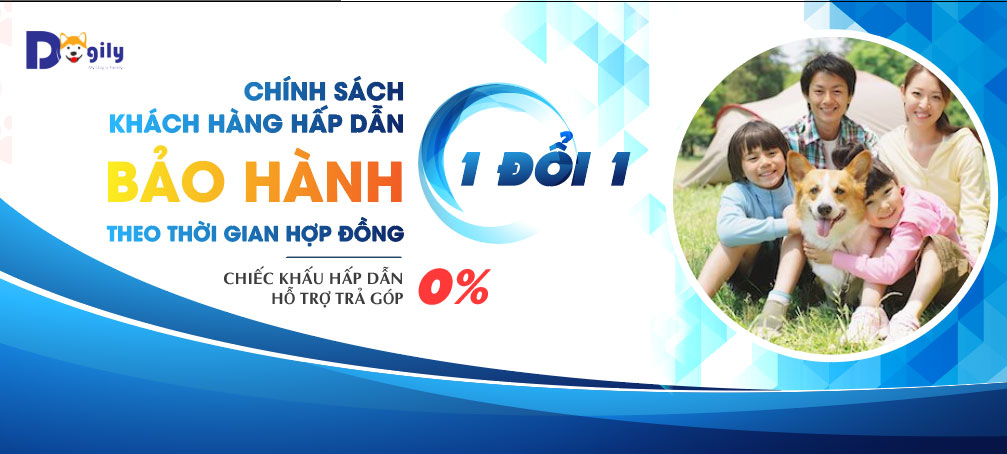 Dogily
CHÍNH SÁCH
KHÁCH HÀNG HẤP DẪN
BẢO HÀNH
1 ĐỔI 1
THEO THỜI GIAN HỢP ĐỒNG
CHIẾC KHẤU HẤP DẪN
HỖ TRỢ TRẢ GÓP
0%